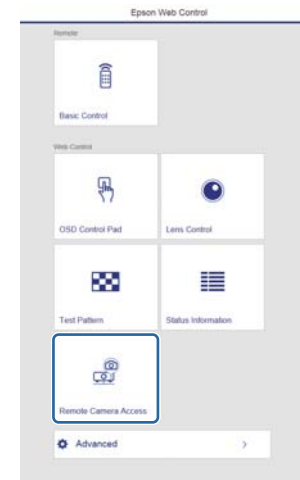 Epson Web Control
Remote
Basic Control
Web Control
OSD Control Pad
Lens Control
Test Pattern
Status Information
Remote Camera Access
Advanced